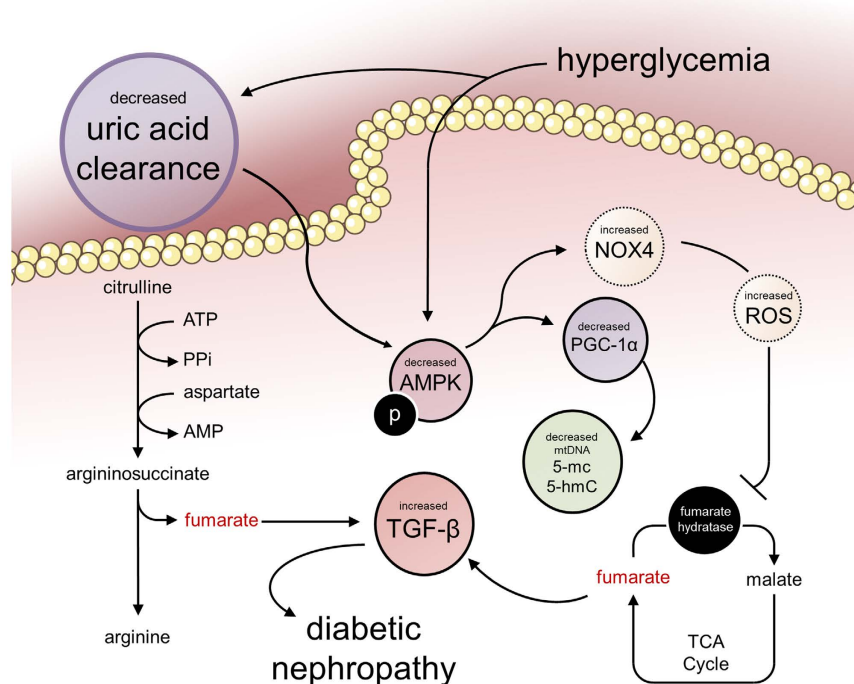 hyperglycemia
decreased
uric acid
clearance
increased
NOX4
increased
ROS
decreased
PGC-1α
decreased
AMPK
p
decreased
mtDNA
5-mc
5-hmC
citrulline
ATP
PPi
aspartate
AMP
argininosuccinate
fumarate
arginine
increased
TGF-β
diabetic
nephropathy
fumarate
hydratase
fumarate
malate
TCA
Cycle